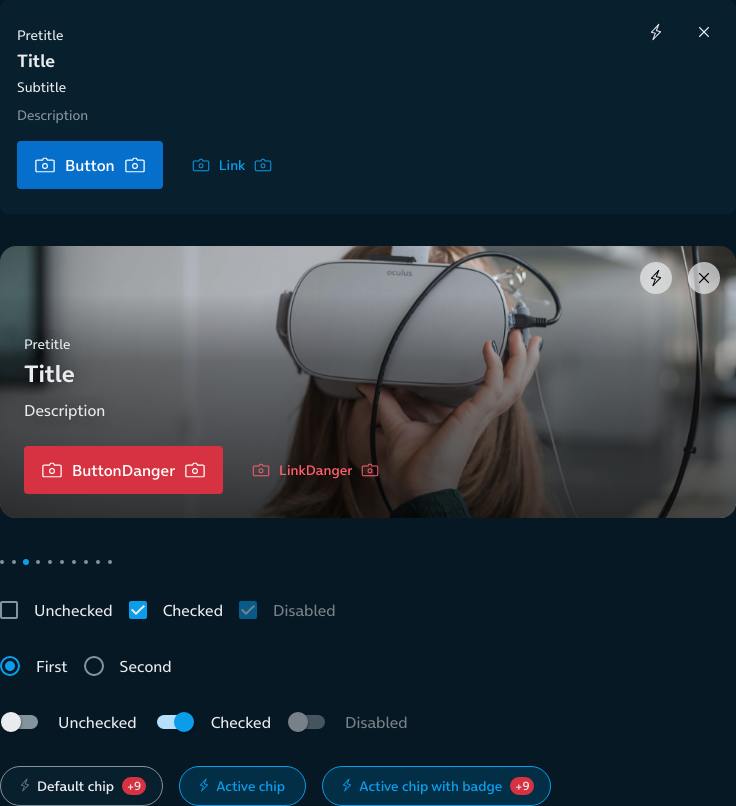 Pretitle
Title
Subtitle
Description
Button Link
oculus
Pretitle
Title
Description
ButtonDanger LinkDanger
Unchecked Checked Disabled
First Second
Unchecked Checked Disabled
Default chip +9 Active chip Active chip with badge +9